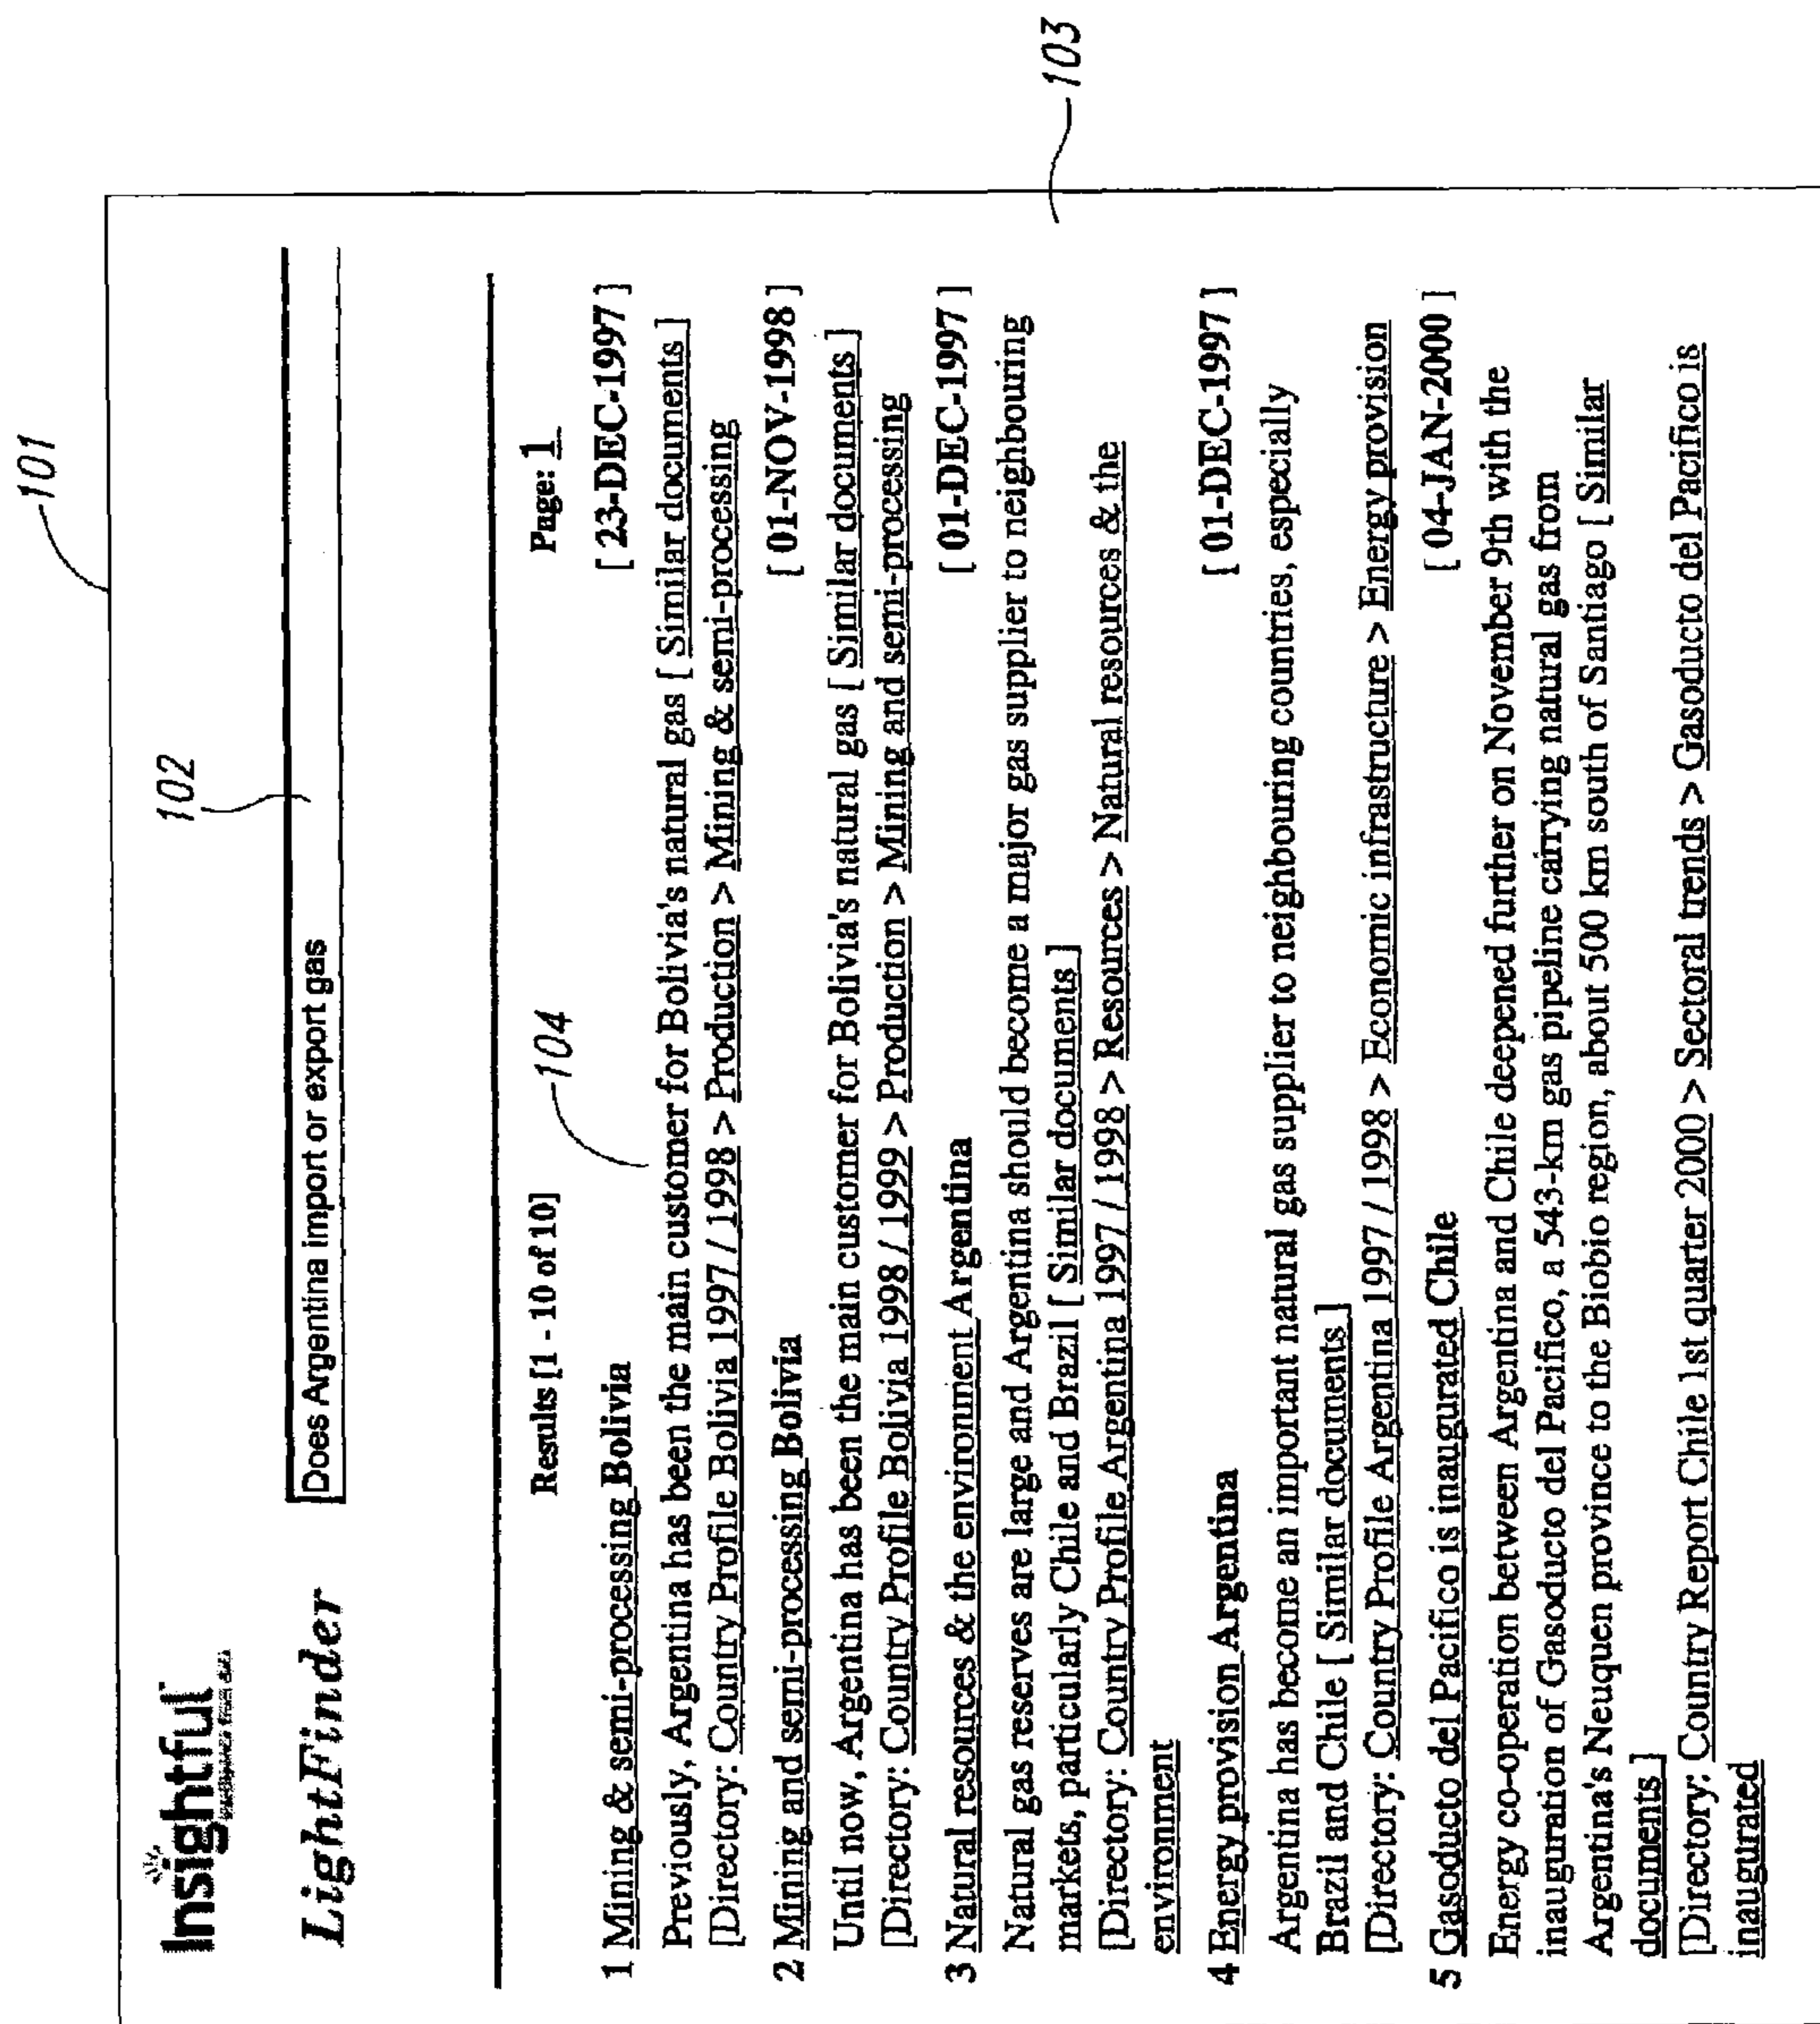 101
Insightful
intelligence from data
102
LightFinder
Does Argentina import or export gas
Results [1 - 10 of 10] Page: 1
104
1 Mining & semi-processing Bolivia [ 23-DEC-1997 ]
Previously, Argentina has been the main customer for Bolivia's natural gas [ Similar documents ]
[Directory: Country Profile Bolivia 1997 / 1998 > Production > Mining & semi-processing
2 Mining and semi-processing Bolivia [ 01-NOV-1998 ]
Until now, Argentina has been the main customer for Bolivia's natural gas [ Similar documents ]
[Directory: Country Profile Bolivia 1998 / 1999 > Production > Mining and semi-processing
3 Natural resources & the environment Argentina [ 01-DEC-1997 ]
Natural gas reserves are large and Argentina should become a major gas supplier to neighbouring
markets, particularly Chile and Brazil [ Similar documents ]
[Directory: Country Profile Argentina 1997 / 1998 > Resources > Natural resources & the
environment
103
4 Energy provision Argentina [ 01-DEC-1997 ]
Argentina has become an important natural gas supplier to neighbouring countries, especially
Brazil and Chile [ Similar documents ]
[Directory: Country Profile Argentina 1997 / 1998 > Economic infrastructure > Energy provision
5 Gasoducto del Pacifico is inaugurated Chile [ 04-JAN-2000 ]
Energy co-operation between Argentina and Chile deepened further on November 9th with the
inauguration of Gasoducto del Pacifico, a 543-km gas pipeline carrying natural gas from
Argentina's Neuquen province to the Biobio region, about 500 km south of Santiago [ Similar
documents ]
[Directory: Country Report Chile 1st quarter 2000 > Sectoral trends > Gasoducto del Pacifico is
inaugurated